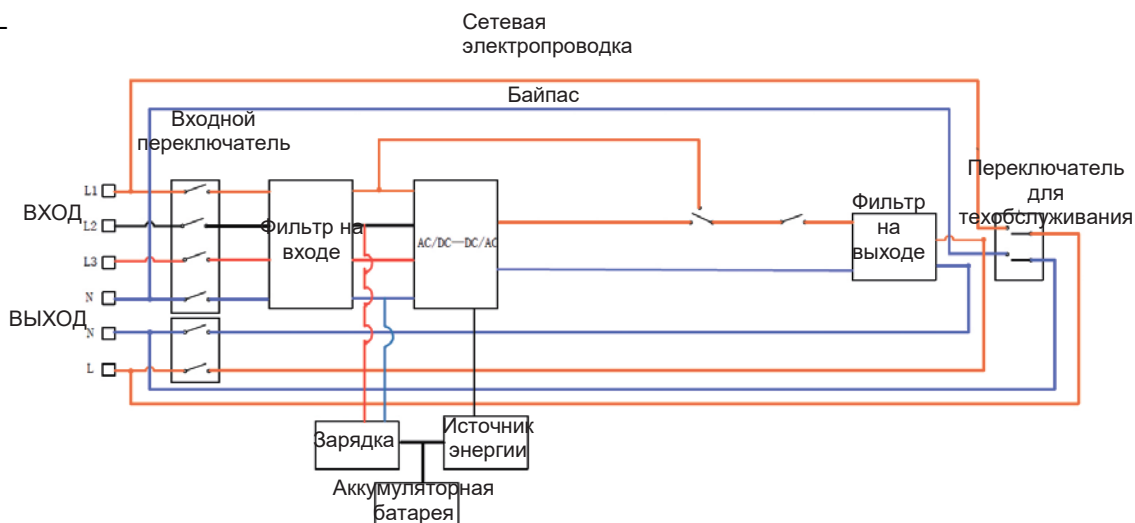 Сетевая
электропроводка
Байпас
Входной
переключатель
Переключатель
для
техобслуживания
L1
ВХОД
L2
L3
N
ВЫХОД
N
L
Фильтр на
входе
AC/DC—DC/AC
Фильтр
на
выходе
Зарядка
Источник
энергии
Аккумуляторная
батарея